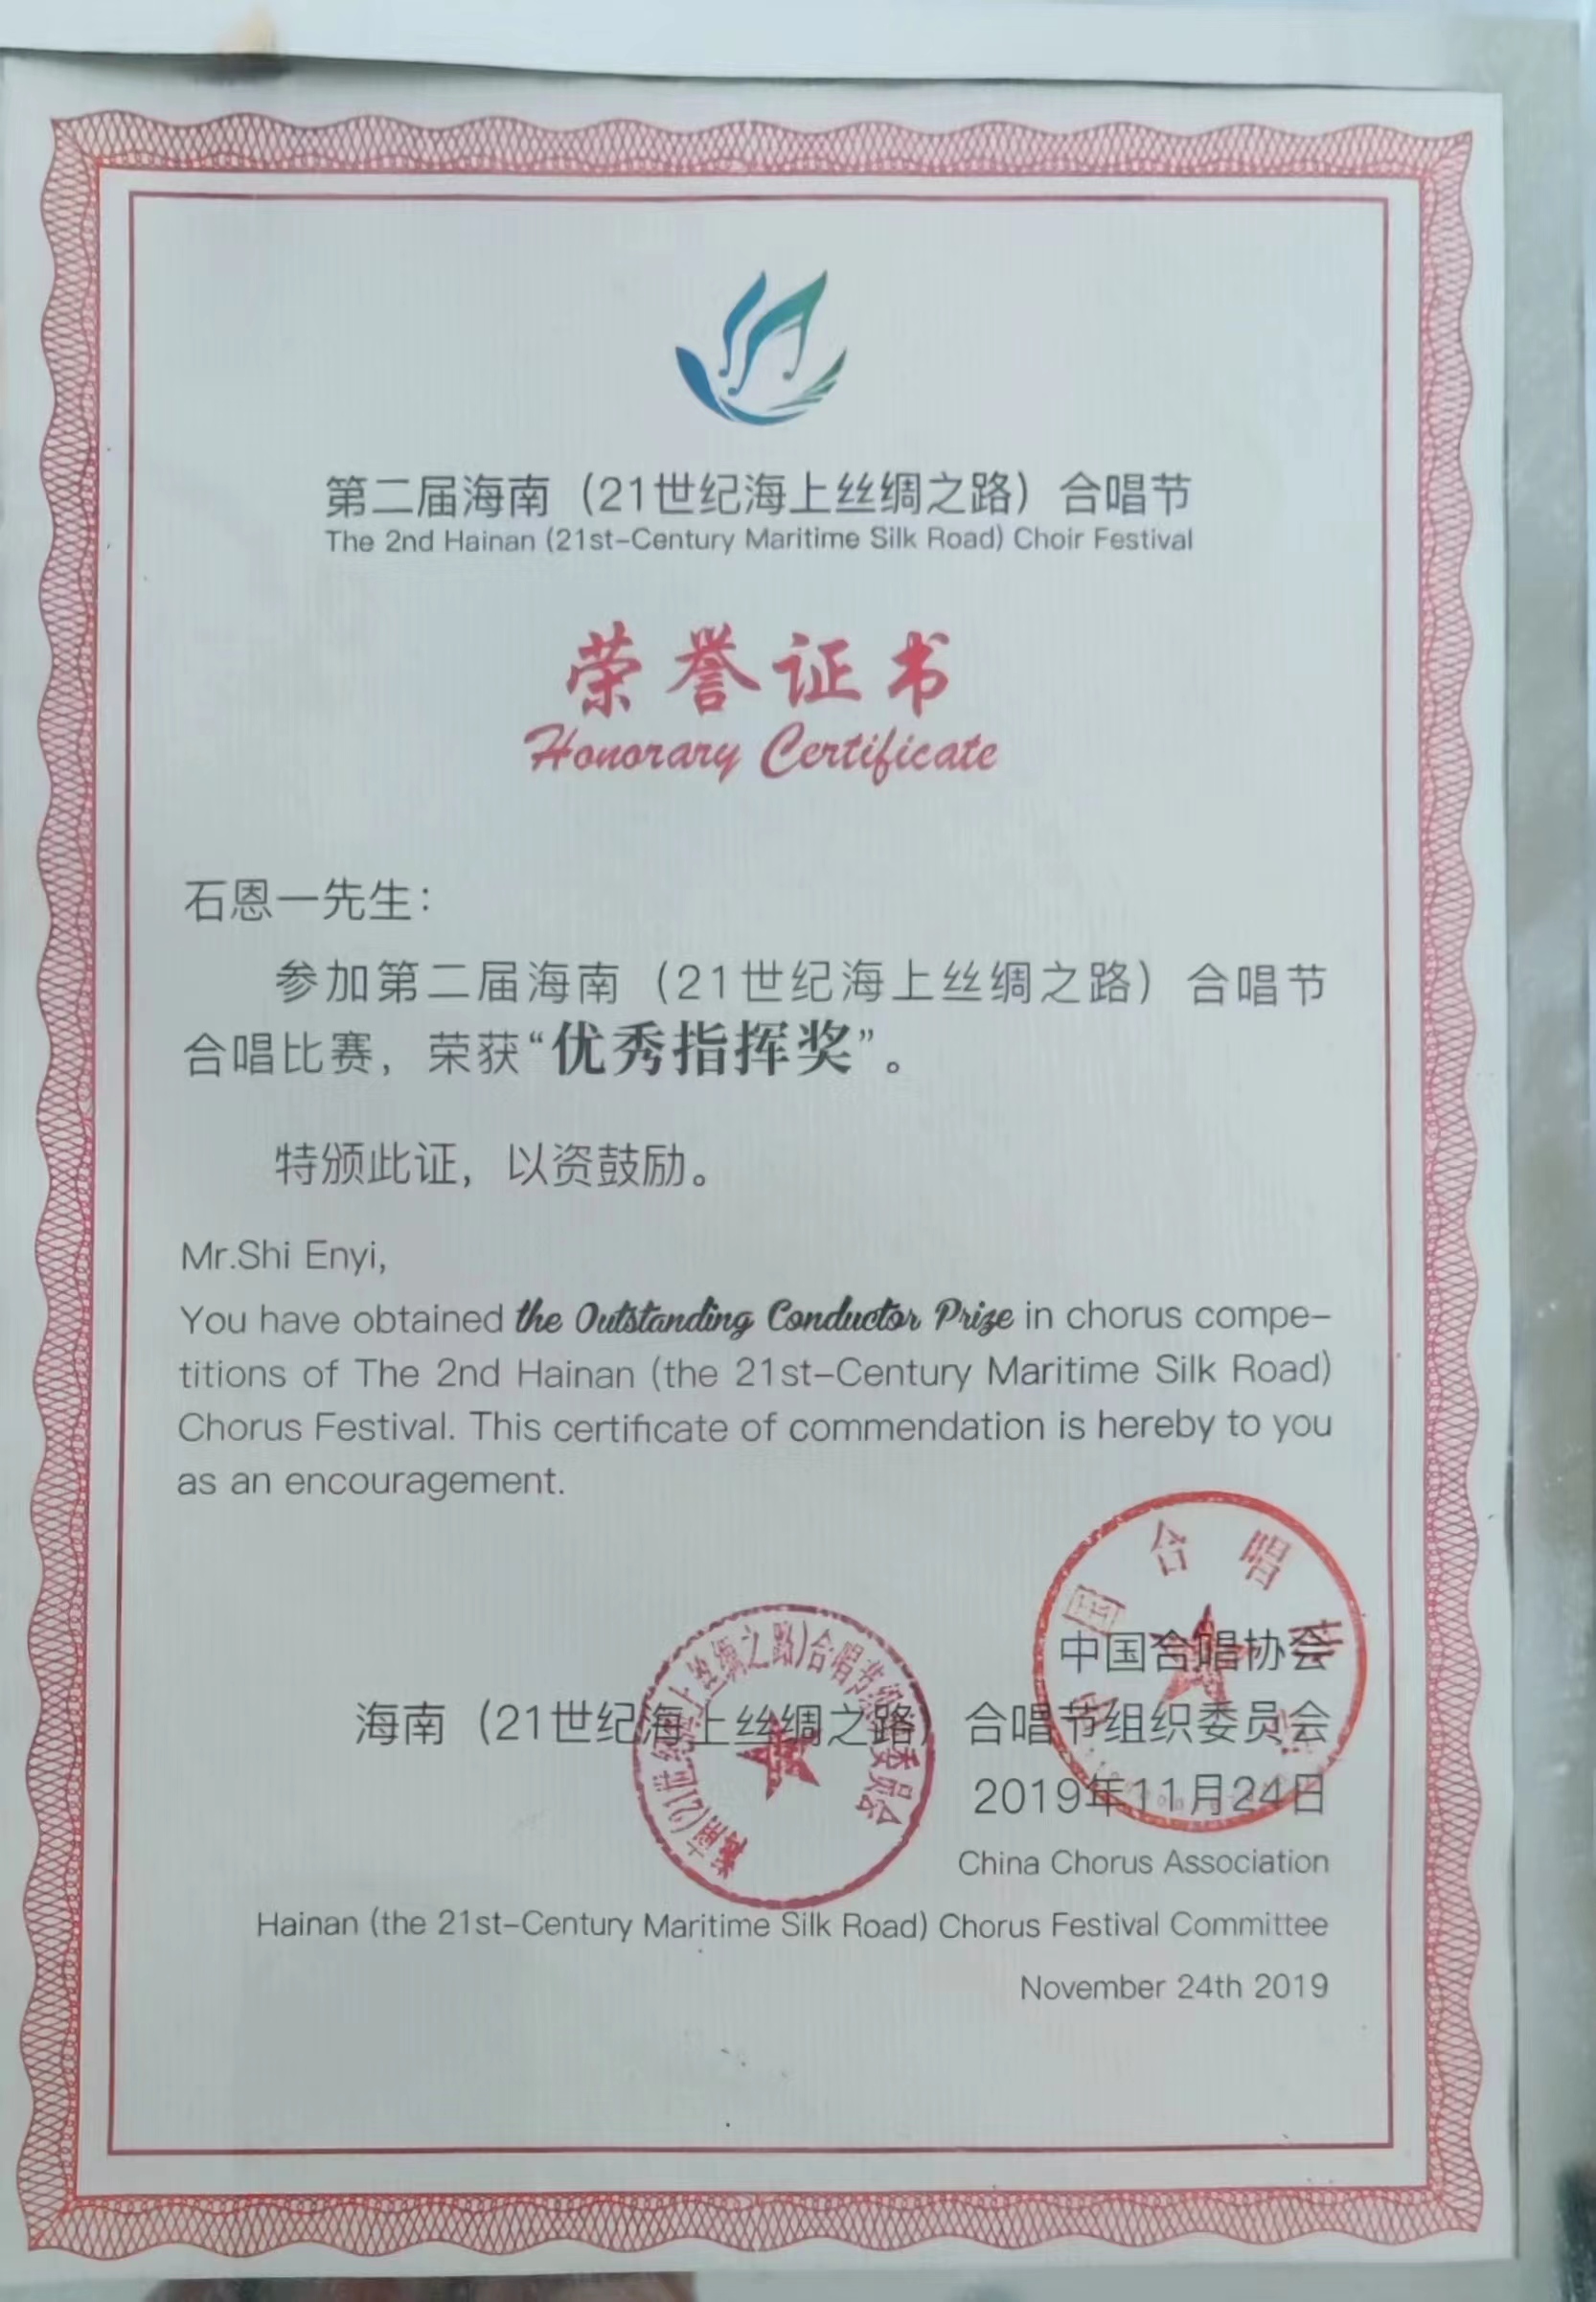 第二届海南（21世纪海上丝绸之路）合唱节
The 2nd Hainan (21st-Century Maritime Silk Road) Choir Festival
荣誉证书
Honorary Certificate
石恩一先生：
参加第二届海南（21世纪海上丝绸之路）合唱节
合唱比赛，荣获“优秀指挥奖”。
特颁此证，以资鼓励。
Mr.Shi Enyi,
You have obtained the Outstanding Conductor Prize in chorus compe-
titions of The 2nd Hainan (the 21st-Century Maritime Silk Road)
Chorus Festival. This certificate of commendation is hereby to you
as an encouragement.
中国合唱协会
海南（21世纪海上丝绸之路）合唱节组织委员会
2019年11月24日
China Chorus Association
Hainan (the 21st-Century Maritime Silk Road) Chorus Festival Committee
November 24th 2019